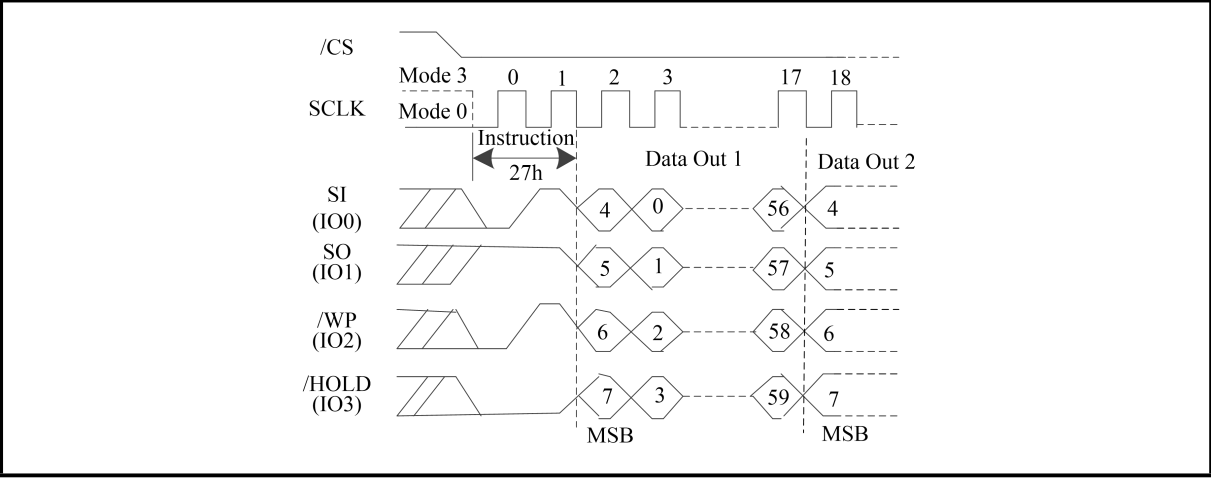 /CS
Mode 3 0 1 2 3 17 18
SCLK Mode 0
Instruction
27h
Data Out 1
Data Out 2
SI
(IO0)
4 0 56 4
SO
(IO1)
5 1 57 5
/WP
(IO2)
6 2 58 6
/HOLD
(IO3)
7 3 59 7
MSB MSB